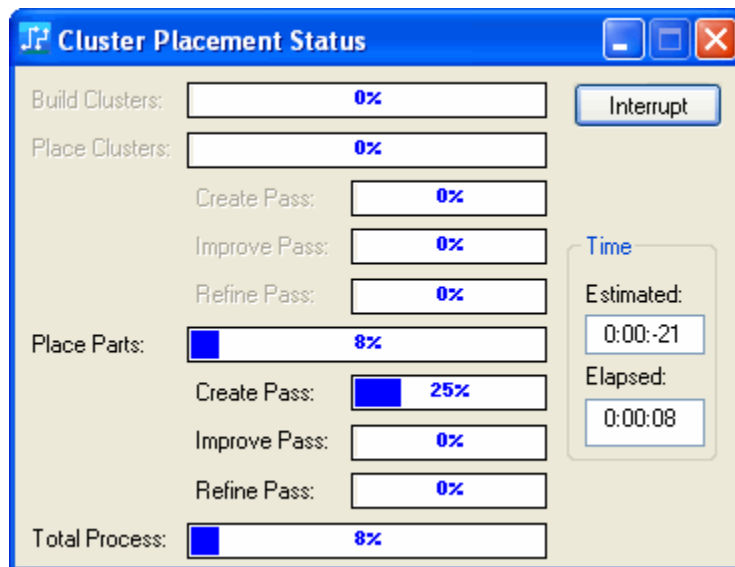 Cluster Placement Status
Build Clusters: 0% Interrupt
Place Clusters: 0%
Create Pass: 0%
Improve Pass: 0% Time
Refine Pass: 0% Estimated:
Place Parts: 8% 0:00:-21
Create Pass: 25% Elapsed:
Improve Pass: 0% 0:00:08
Refine Pass: 0%
Total Process: 8%